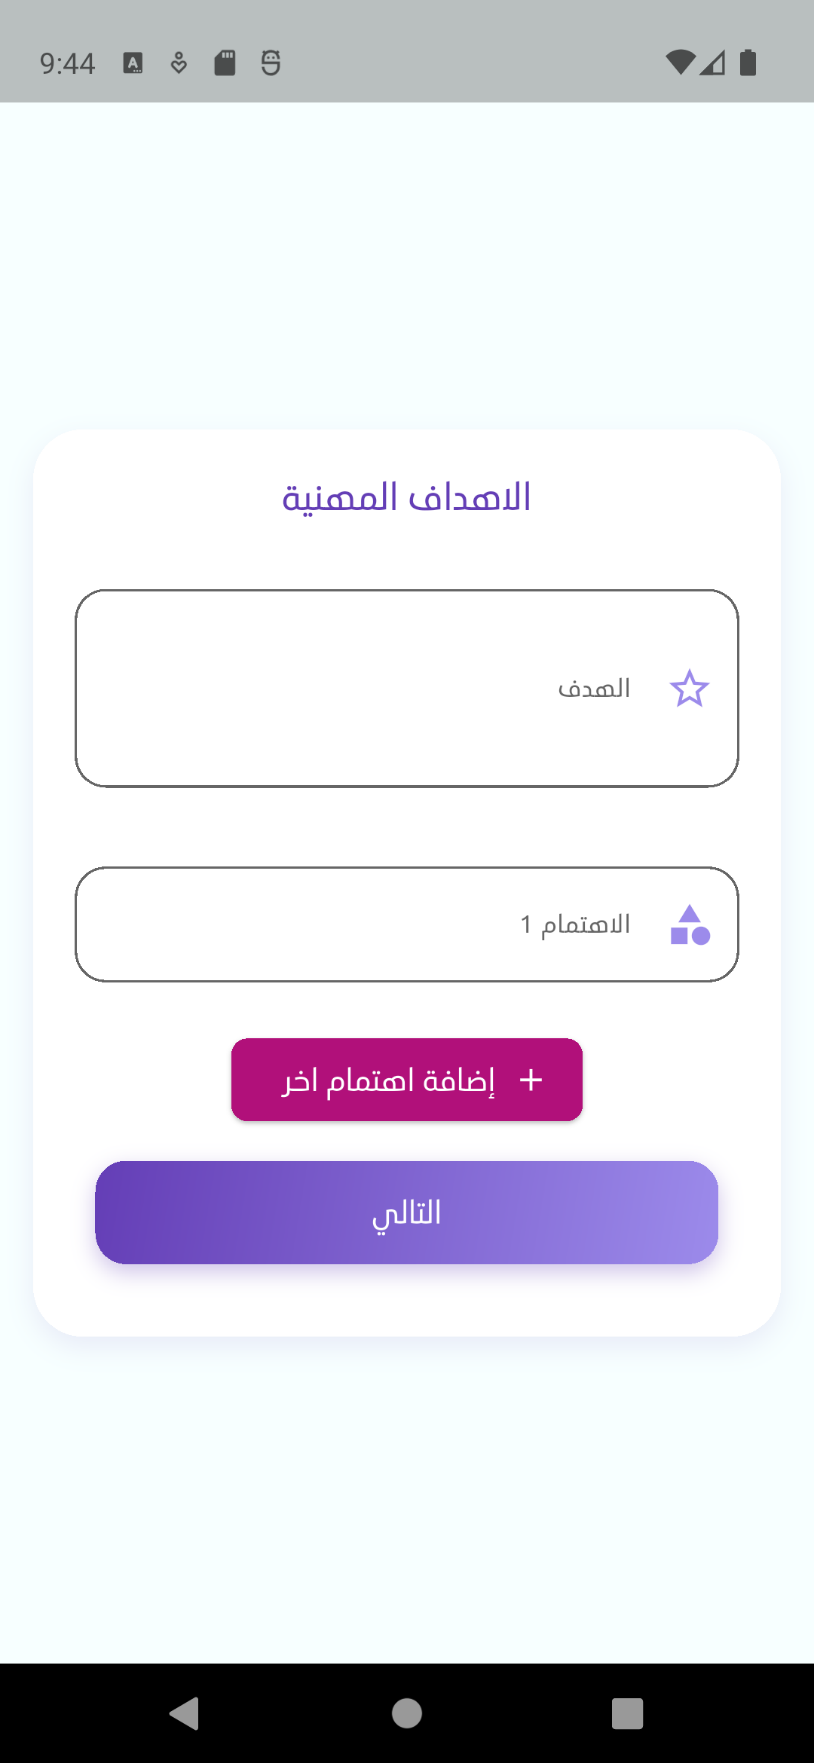 9:44
الاهداف المهنية
الهدف
الاهتمام 1
إضافة اهتمام اخر
التالي